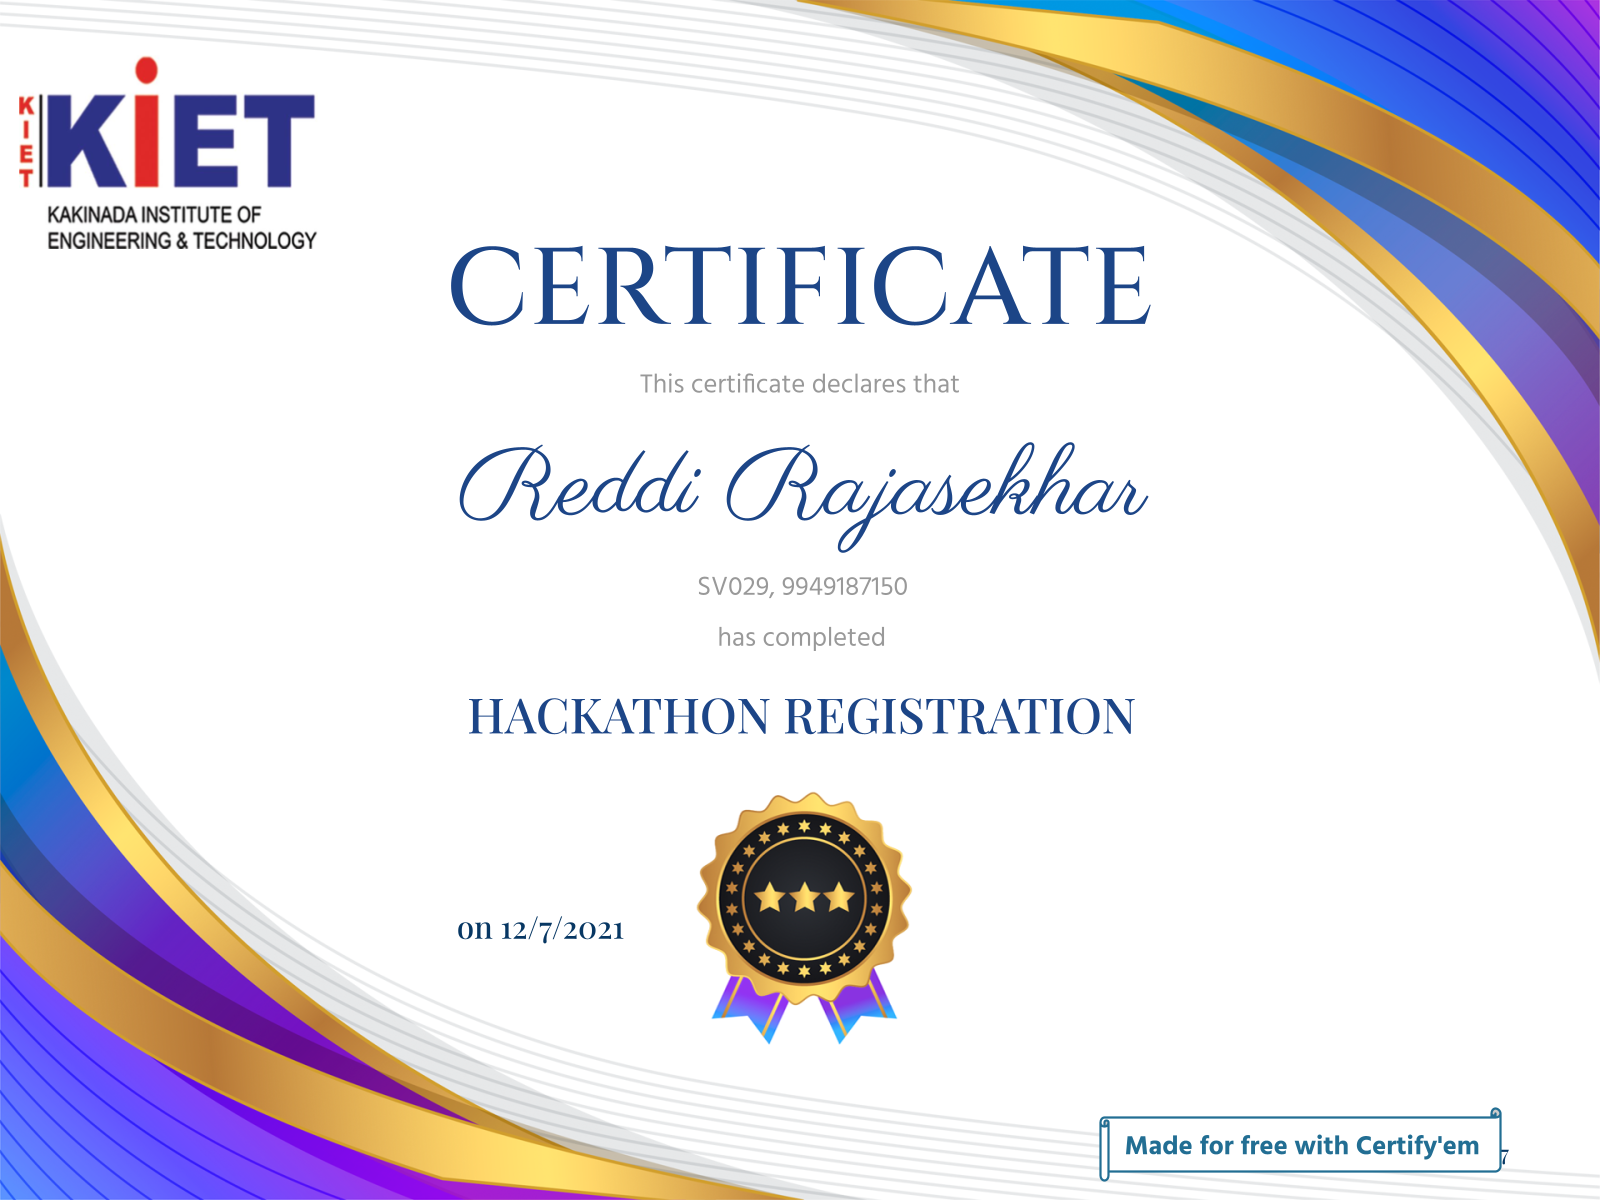 KIET
KiET
KAKINADA INSTITUTE OF
ENGINEERING & TECHNOLOGY
CERTIFICATE
This certificate declares that
Reddi Rajasekhar
SV029, 9949187150
has completed
HACKATHON REGISTRATION
on 12/7/2021
Made for free with Certify'em
7